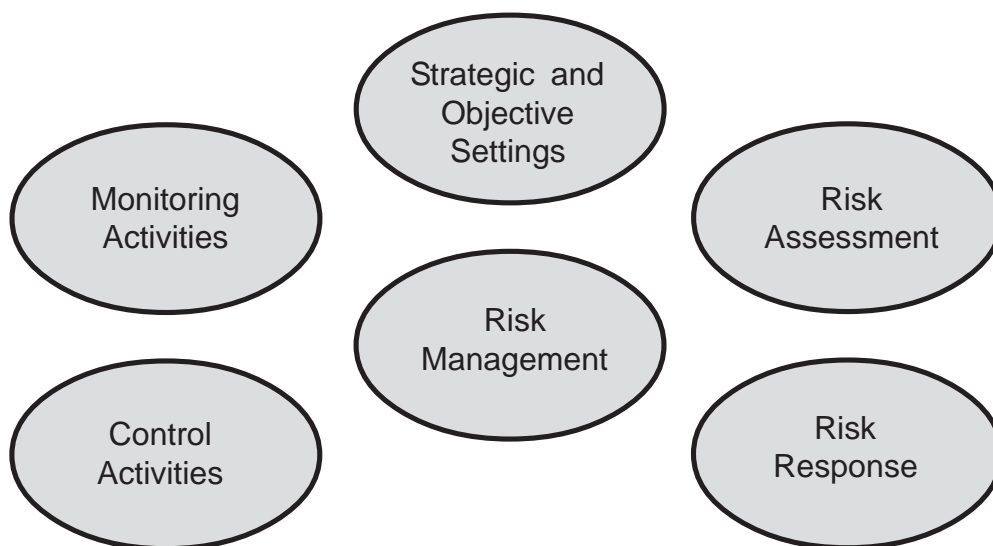 Strategic and
Objective
Settings
Monitoring
Activities
Risk
Assessment
Risk
Management
Control
Activities
Risk
Response